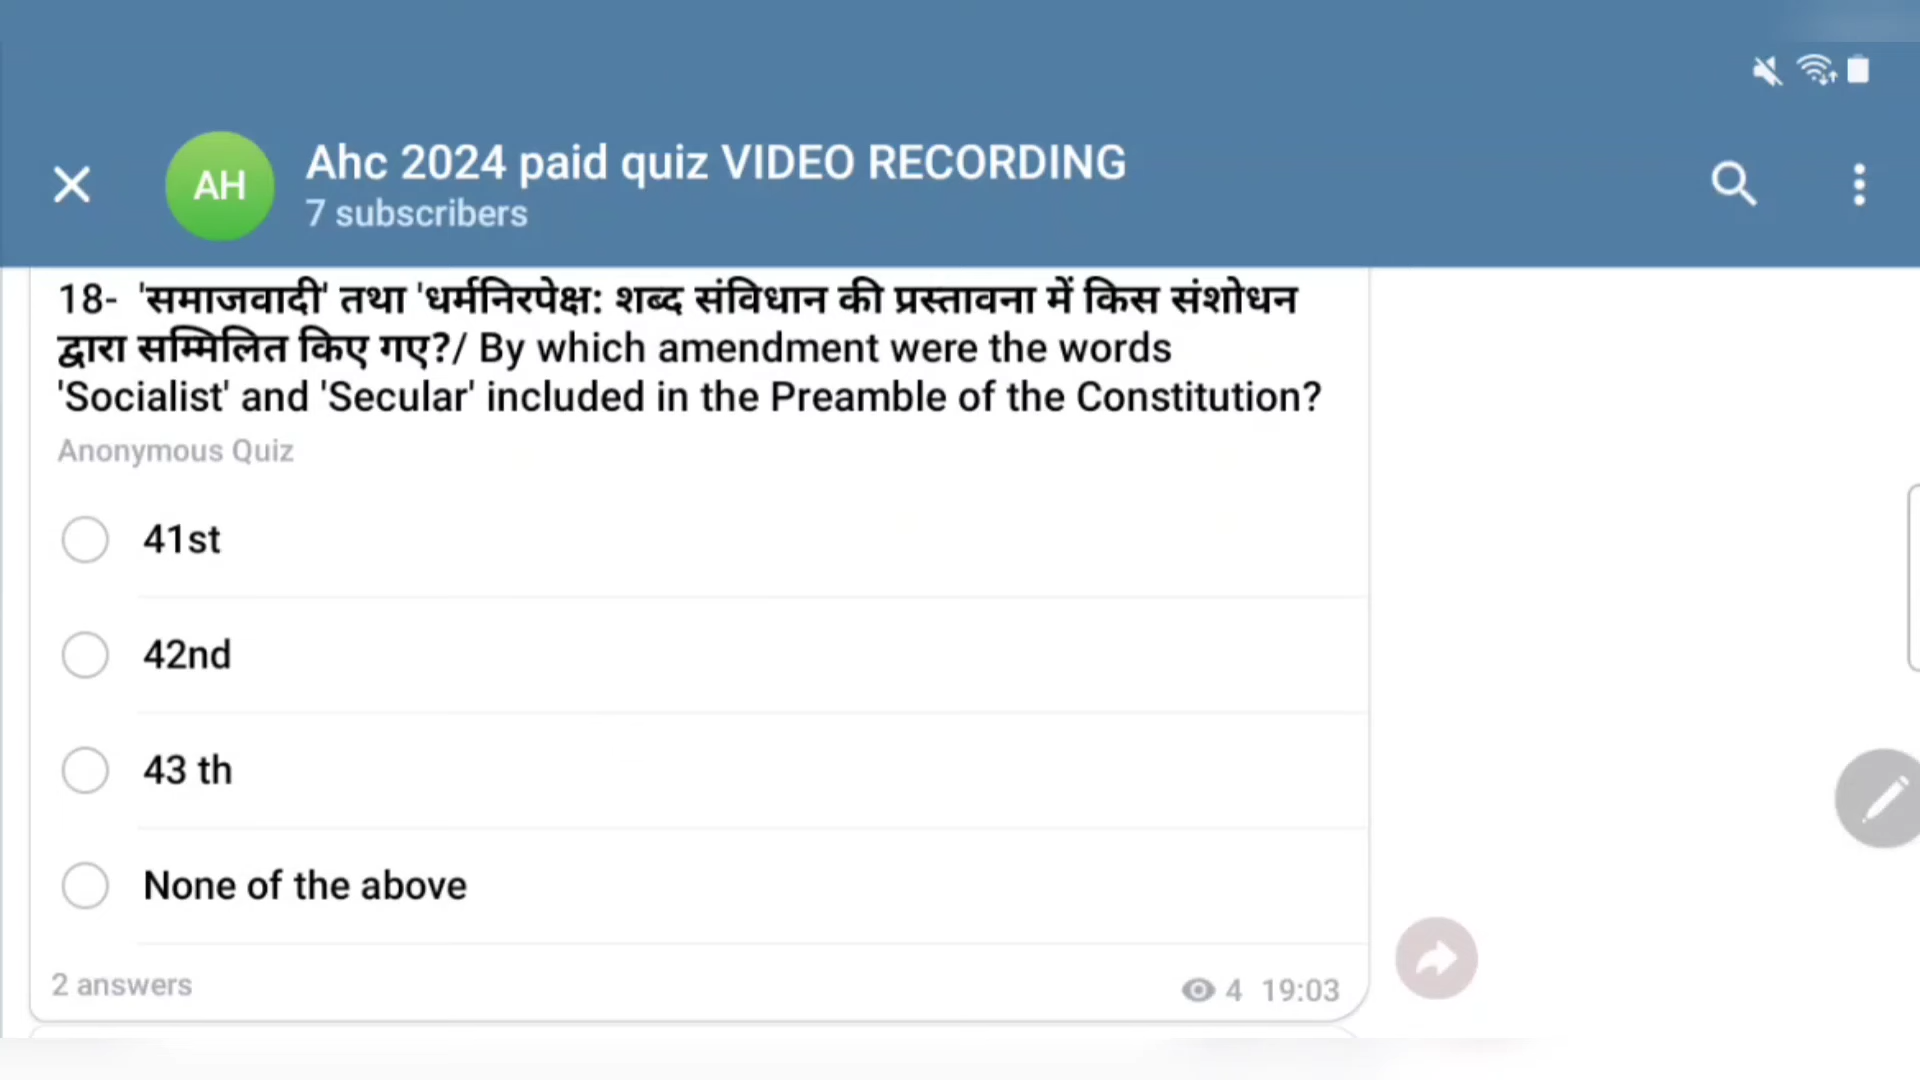 AH
Ahc 2024 paid quiz VIDEO RECORDING
7 subscribers
18- 'समाजवादी' तथा 'धर्मनिरपेक्ष: शब्द संविधान की प्रस्तावना में किस संशोधन
द्वारा सम्मिलित किए गए?/ By which amendment were the words
'Socialist' and 'Secular' included in the Preamble of the Constitution?
Anonymous Quiz
41st
42nd
43 th
None of the above
2 answers
4 19:03